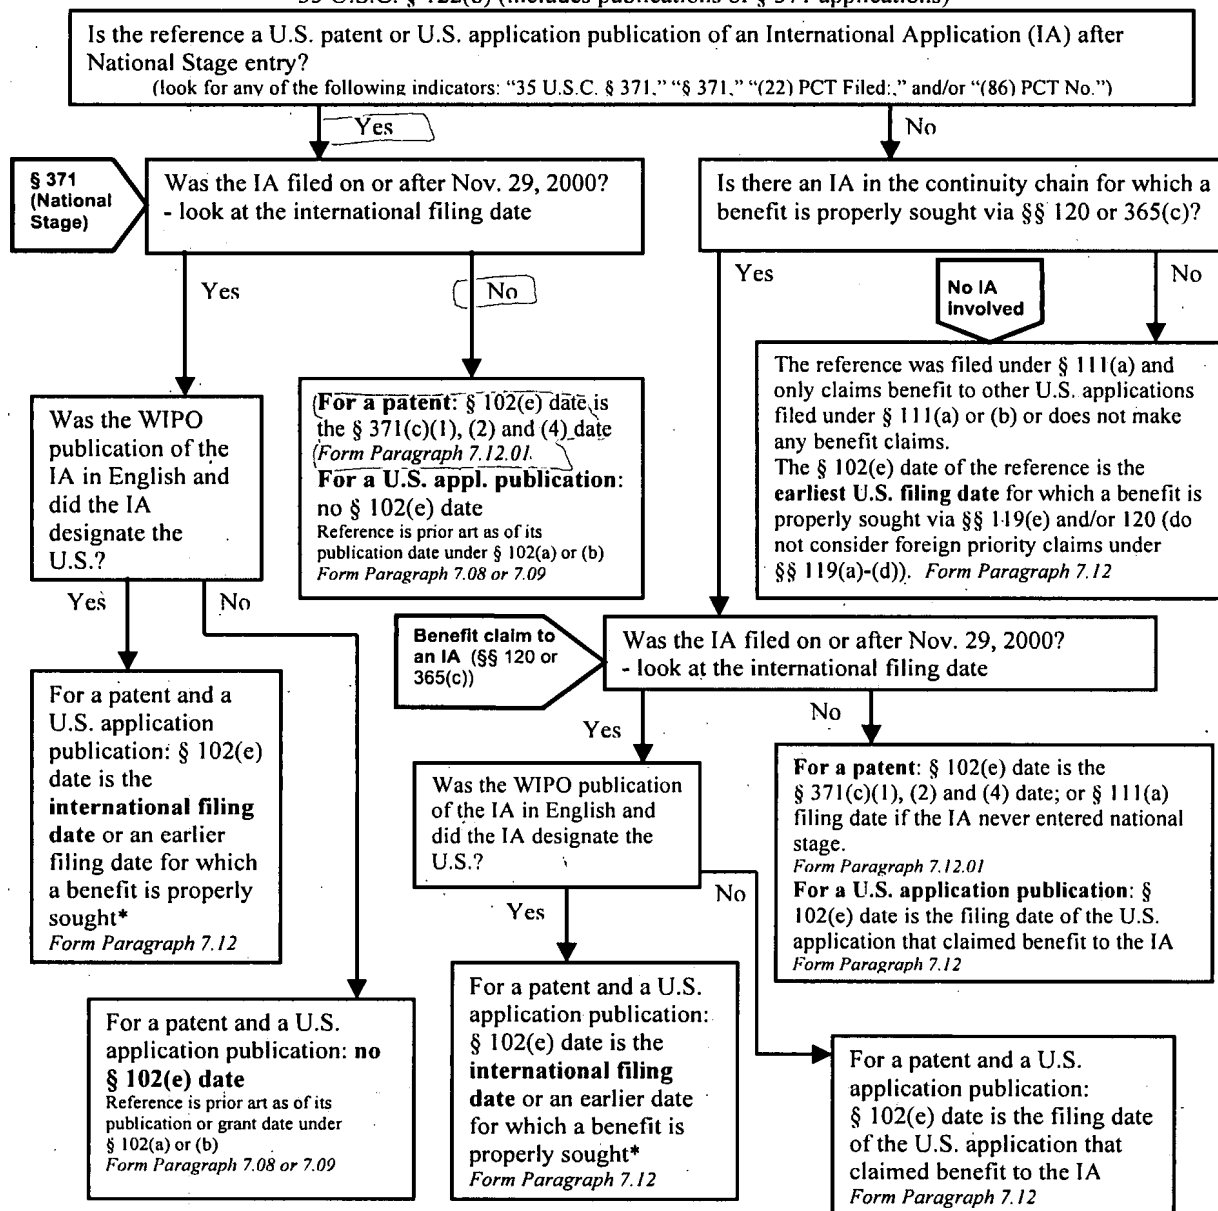 35 U.S.C. § 122(b) (includes publications of § 371 applications)
Is the reference a U.S. patent or U.S. application publication of an International Application (IA) after
National Stage entry?
(look for any of the following indicators: “35 U.S.C. § 371,” “§ 371,” “(22) PCT Filed:,” and/or “(86) PCT No.”)
Yes
No
§ 371
(National
Stage)
Was the IA filed on or after Nov. 29, 2000?
- look at the international filing date
Is there an IA in the continuity chain for which a
benefit is properly sought via §§ 120 or 365(c)?
Yes
No
Yes
No
No IA
involved
Was the WIPO
publication of the
IA in English and
did the IA
designate the
U.S.?
For a patent: § 102(e) date is
the § 371(c)(1), (2) and (4) date
Form Paragraph 7.12.01
For a U.S. appl. publication:
no § 102(e) date
Reference is prior art as of its
publication date under § 102(a) or (b)
Form Paragraph 7.08 or 7.09
The reference was filed under § 111(a) and
only claims benefit to other U.S. applications
filed under § 111(a) or (b) or does not make
any benefit claims.
The § 102(e) date of the reference is the
earliest U.S. filing date for which a benefit is
properly sought via §§ 119(e) and/or 120 (do
not consider foreign priority claims under
§§ 119(a)-(d)). Form Paragraph 7.12
Yes
No
Benefit claim to
an IA (§§ 120 or
365(c))
Was the IA filed on or after Nov. 29, 2000?
- look at the international filing date
For a patent and a
U.S. application
publication: § 102(e)
date is the
international filing
date or an earlier
filing date for which
a benefit is properly
sought*
Form Paragraph 7.12
Yes
No
Was the WIPO publication
of the IA in English and
did the IA designate the
U.S.?
For a patent: § 102(e) date is the
§ 371(c)(1), (2) and (4) date; or § 111(a)
filing date if the IA never entered national
stage.
Form Paragraph 7.12.01
For a U.S. application publication: §
102(e) date is the filing date of the U.S.
application that claimed benefit to the IA
Form Paragraph 7.12
Yes
No
For a patent and a U.S.
application publication: no
§ 102(e) date
Reference is prior art as of its
publication or grant date under
§ 102(a) or (b)
Form Paragraph 7.08 or 7.09
For a patent and a U.S.
application publication:
§ 102(e) date is the
international filing
date or an earlier date
for which a benefit is
properly sought*
Form Paragraph 7.12
For a patent and a U.S.
application publication:
§ 102(e) date is the filing date
of the U.S. application that
claimed benefit to the IA
Form Paragraph 7.12